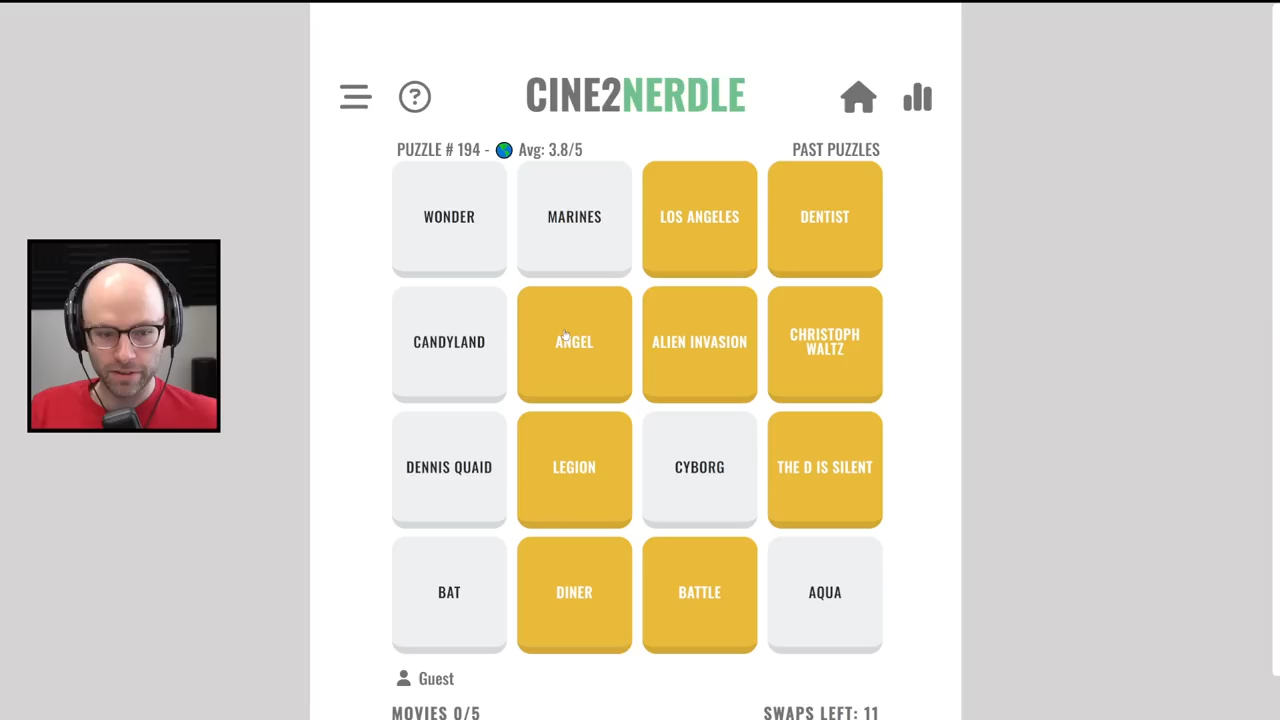 CINE2NERDLE
PUZZLE # 194 - Avg: 3.8/5
PAST PUZZLES
WONDER
MARINES
LOS ANGELES
DENTIST
CANDYLAND
ANGEL
ALIEN INVASION
CHRISTOPH
WALTZ
DENNIS QUAID
LEGION
CYBORG
THE D IS SILENT
BAT
DINER
BATTLE
AQUA
Guest
MOVIES 0/5
SWAPS LEFT: 11